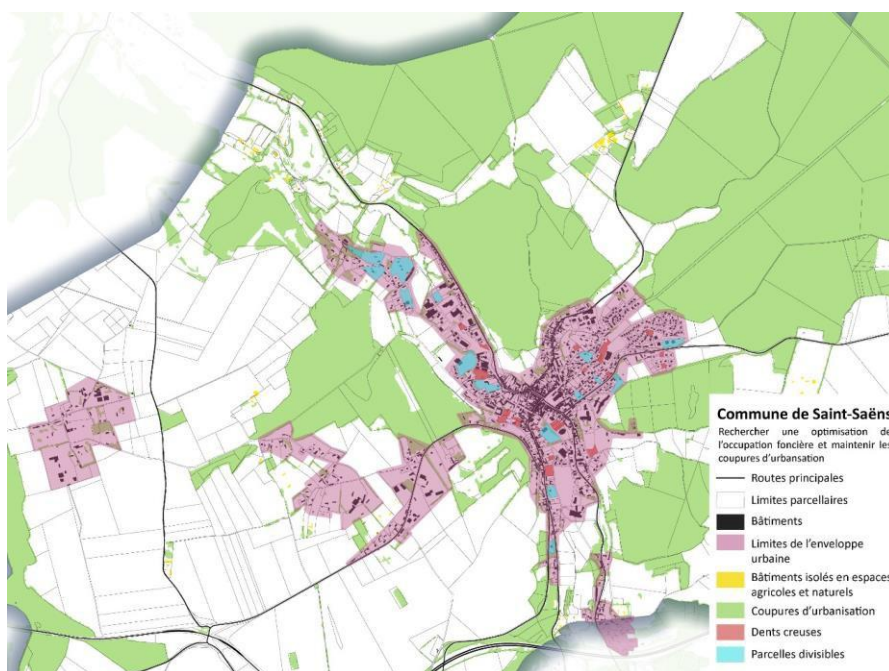 Commune de Saint-Saëns
Rechercher une optimisation de
l'occupation foncière et maintenir les
coupures d'urbansation
Routes principales
Limites parcellaires
Bâtiments
Limites de l'enveloppe
urbaine
Bâtiments isolés en espaces
agricoles et naturels
Coupures d'urbanisation
Dents creuses
Parcelles divisibles